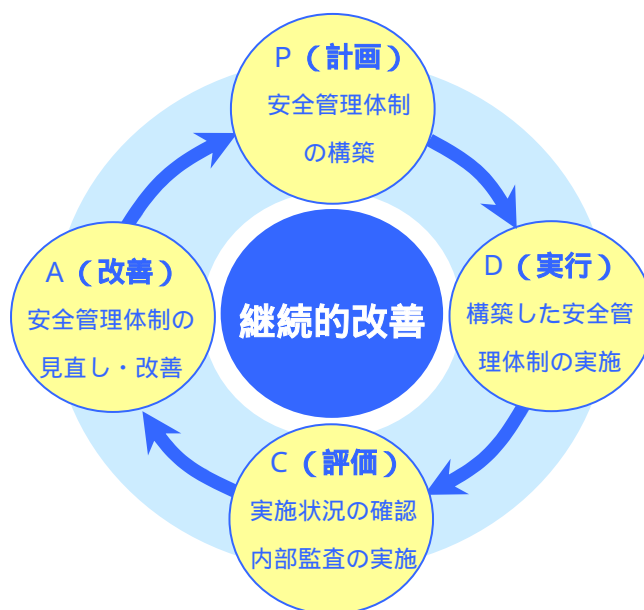 P（計画）
安全管理体制
の構築
D（実行）
構築した安全管
理体制の実施
C（評価）
実施状況の確認
内部監査の実施
A（改善）
安全管理体制の
見直し・改善
継続的改善